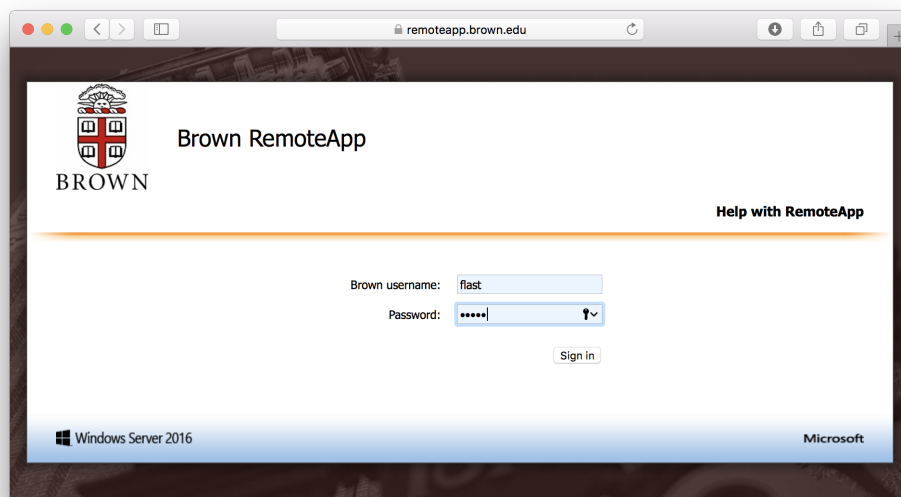 remoteapp.brown.edu
BROWN
Brown RemoteApp
Help with RemoteApp
Brown username: flast
Password: •••••
Sign in
Windows Server 2016
Microsoft